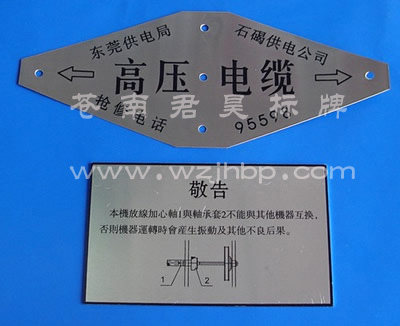 东莞供电局
石碣供电公司
高压电缆
抢修电话
95598
苍南君昊标牌
www.wzjhbp.com
敬告
本機放線加心軸1與軸承套2不能與其他機器互換,
否則機器運轉時會産生振動及其他不良后果。
1 2